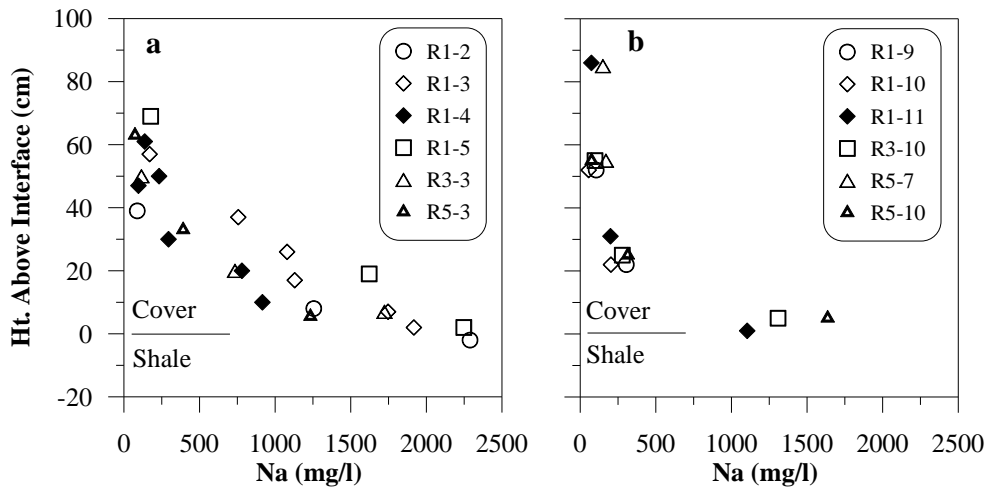 a
b
R1-2
R1-3
R1-4
R1-5
R3-3
R5-3
R1-9
R1-10
R1-11
R3-10
R5-7
R5-10
Ht. Above Interface (cm)
100
80
60
40
20
0
-20
Cover
Shale
Cover
Shale
0 500 1000 1500 2000 2500
0 500 1000 1500 2000 2500
Na (mg/l)
Na (mg/l)